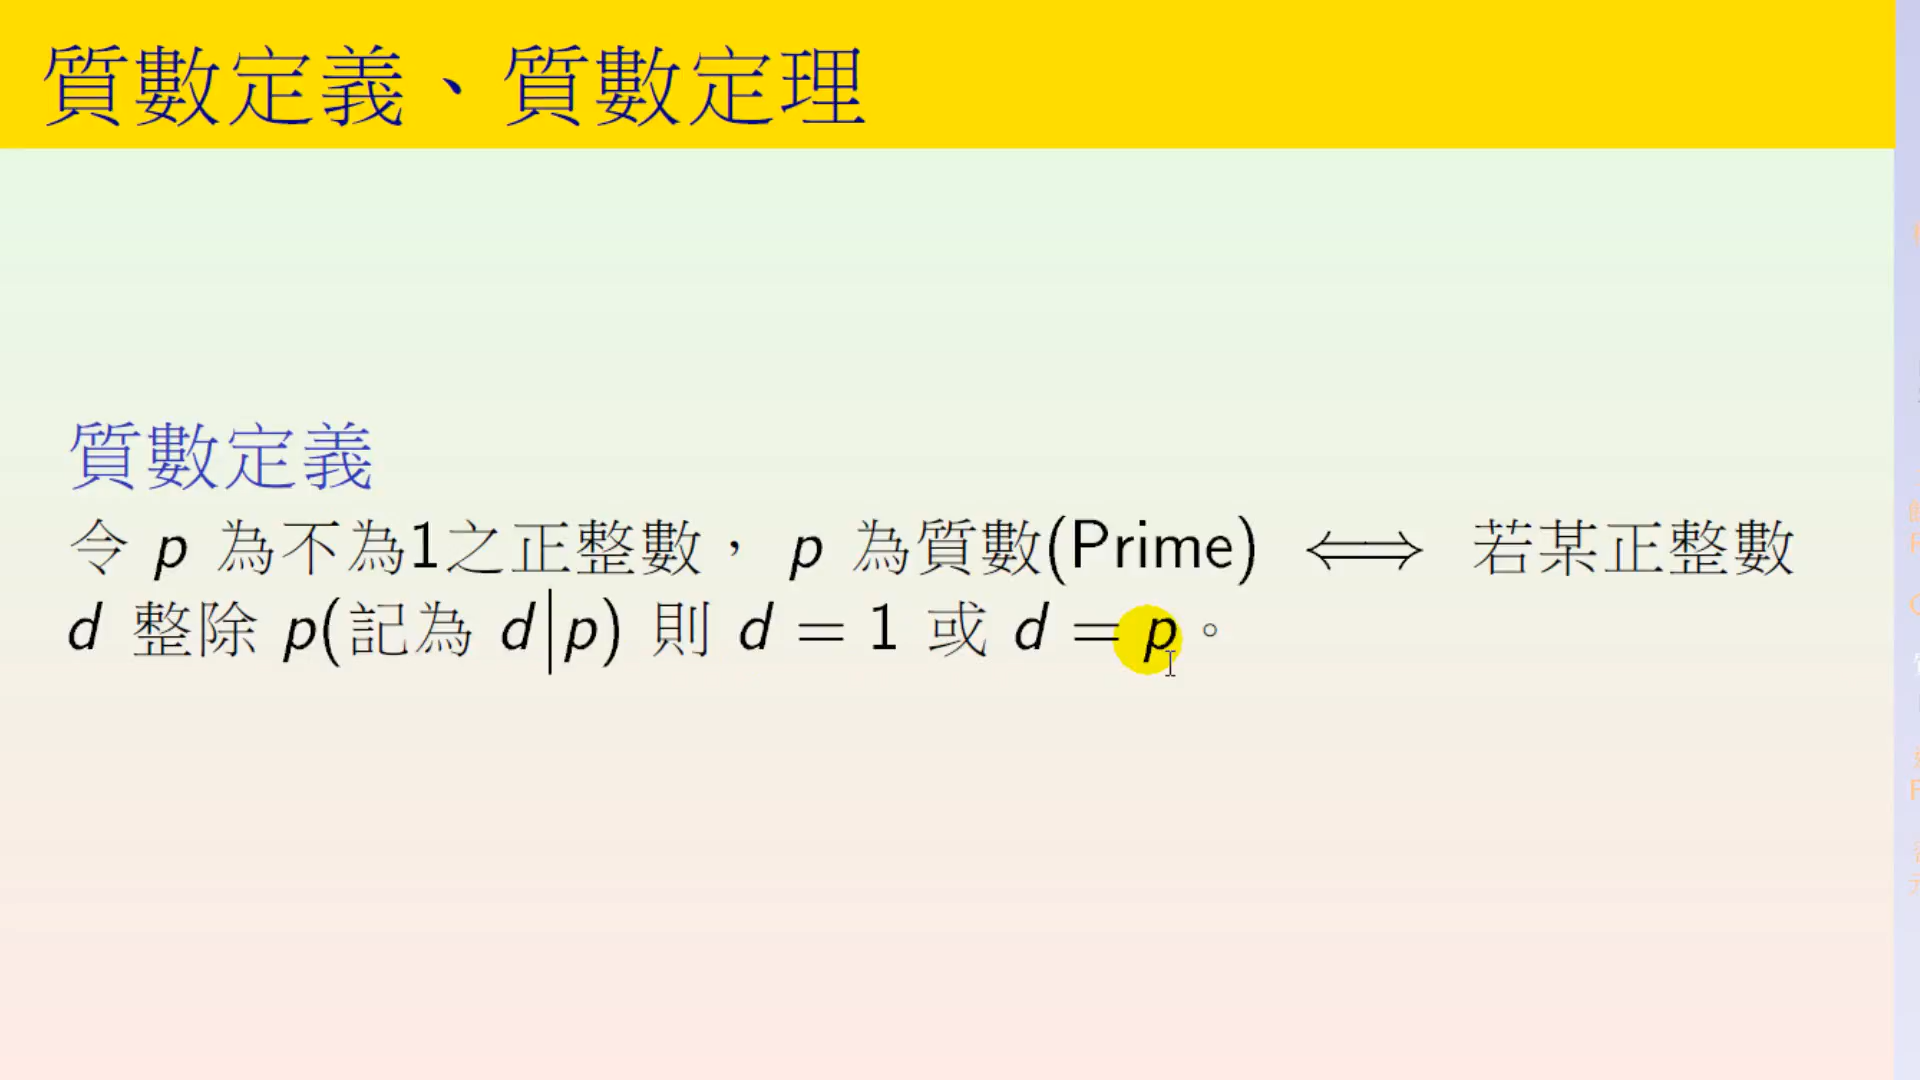 質數定義、質數定理
質數定義
令 p 為不為1之正整數， p 為質數(Prime) ⟺ 若某正整數
d 整除 p(記為 d|p) 則 d = 1 或 d = p。